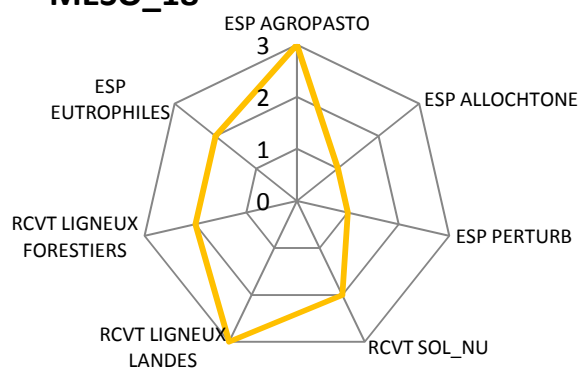 MESO_18
ESP AGROPASTO
3
ESP
EUTROPHILES
ESP ALLOCHTONE
2
1
0
RCVT LIGNEUX
FORESTIERS
ESP PERTURB
RCVT LIGNEUX
LANDES
RCVT SOL_NU